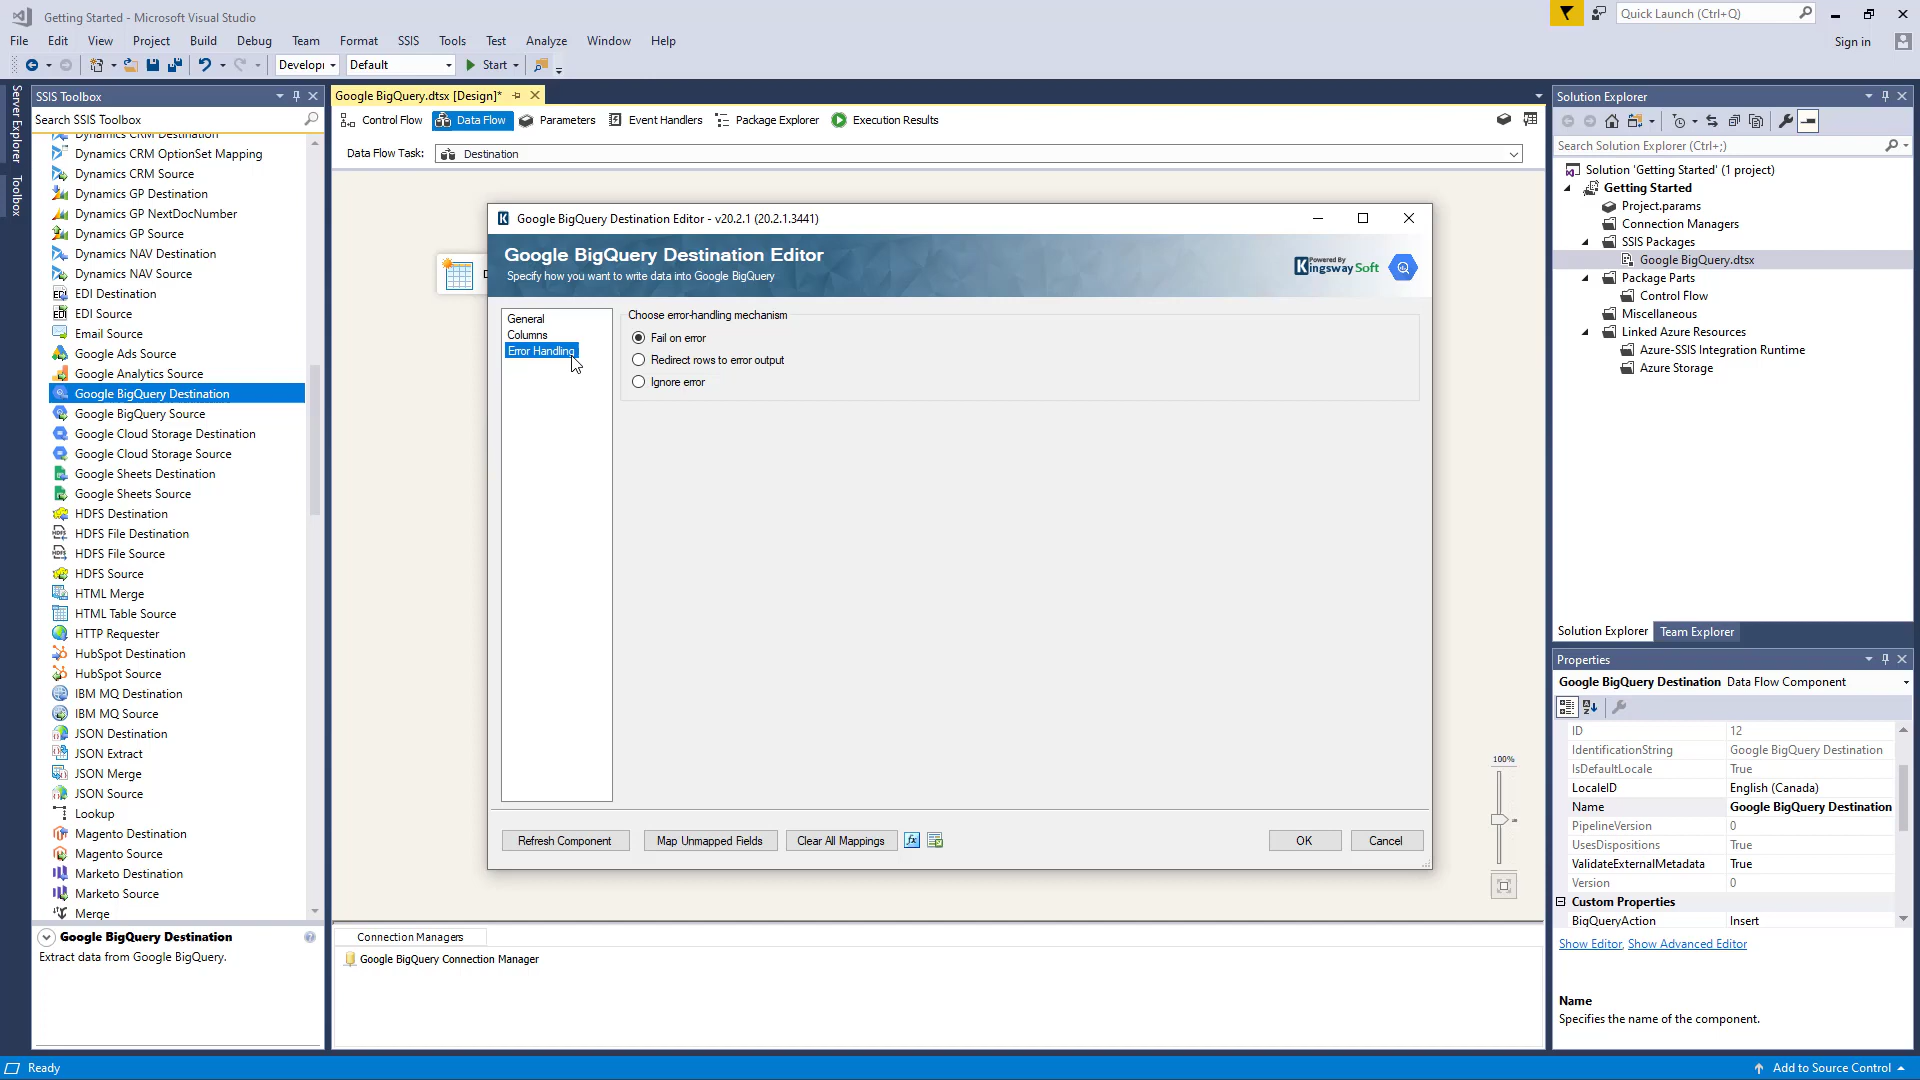 Getting Started - Microsoft Visual Studio
Quick Launch (Ctrl+Q)
File Edit View Project Build Debug Team Format SSIS Tools Test Analyze Window Help
Sign in
Default
Start
Server Explorer
Toolbox
SSIS Toolbox
Search SSIS Toolbox
Dynamics CRM Destination
Dynamics CRM OptionSet Mapping
Dynamics CRM Source
Dynamics GP Destination
Dynamics GP NextDocNumber
Dynamics GP Source
Dynamics NAV Destination
Dynamics NAV Source
EDI Destination
EDI Source
Email Source
Google Ads Source
Google Analytics Source
Google BigQuery Destination
Google BigQuery Source
Google Cloud Storage Destination
Google Cloud Storage Source
Google Sheets Destination
Google Sheets Source
HDFS Destination
HDFS File Destination
HDFS File Source
HDFS Source
HTML Merge
HTML Table Source
HTTP Requester
HubSpot Destination
HubSpot Source
IBM MQ Destination
IBM MQ Source
JSON Destination
JSON Extract
JSON Merge
JSON Source
Lookup
Magento Destination
Magento Source
Marketo Destination
Marketo Source
Merge
Google BigQuery Destination
Extract data from Google BigQuery.
Google BigQuery.dtsx [Design]*
Control Flow Data Flow Parameters Event Handlers Package Explorer Execution Results
Data Flow Task: Destination
Google BigQuery Destination Editor - v20.2.1 (20.2.1.3441)
Google BigQuery Destination Editor
Specify how you want to write data into Google BigQuery
Powered By
KingswaySoft
General
Columns
Error Handling
Choose error-handling mechanism
Fail on error
Redirect rows to error output
Ignore error
Refresh Component Map Unmapped Fields Clear All Mappings fx OK Cancel
100%
Connection Managers
Google BigQuery Connection Manager
Solution Explorer
Search Solution Explorer (Ctrl+;)
Solution 'Getting Started' (1 project)
Getting Started
Project.params
Connection Managers
SSIS Packages
Google BigQuery.dtsx
Package Parts
Control Flow
Miscellaneous
Linked Azure Resources
Azure-SSIS Integration Runtime
Azure Storage
Solution Explorer Team Explorer
Properties
Google BigQuery Destination Data Flow Component
ID 12
IdentificationString Google BigQuery Destination
IsDefaultLocale True
LocaleID English (Canada)
Name Google BigQuery Destination
PipelineVersion 0
UsesDispositions True
ValidateExternalMetadata True
Version 0
Custom Properties
BigQueryAction Insert
Show Editor, Show Advanced Editor
Name
Specifies the name of the component.
Ready
Add to Source Control